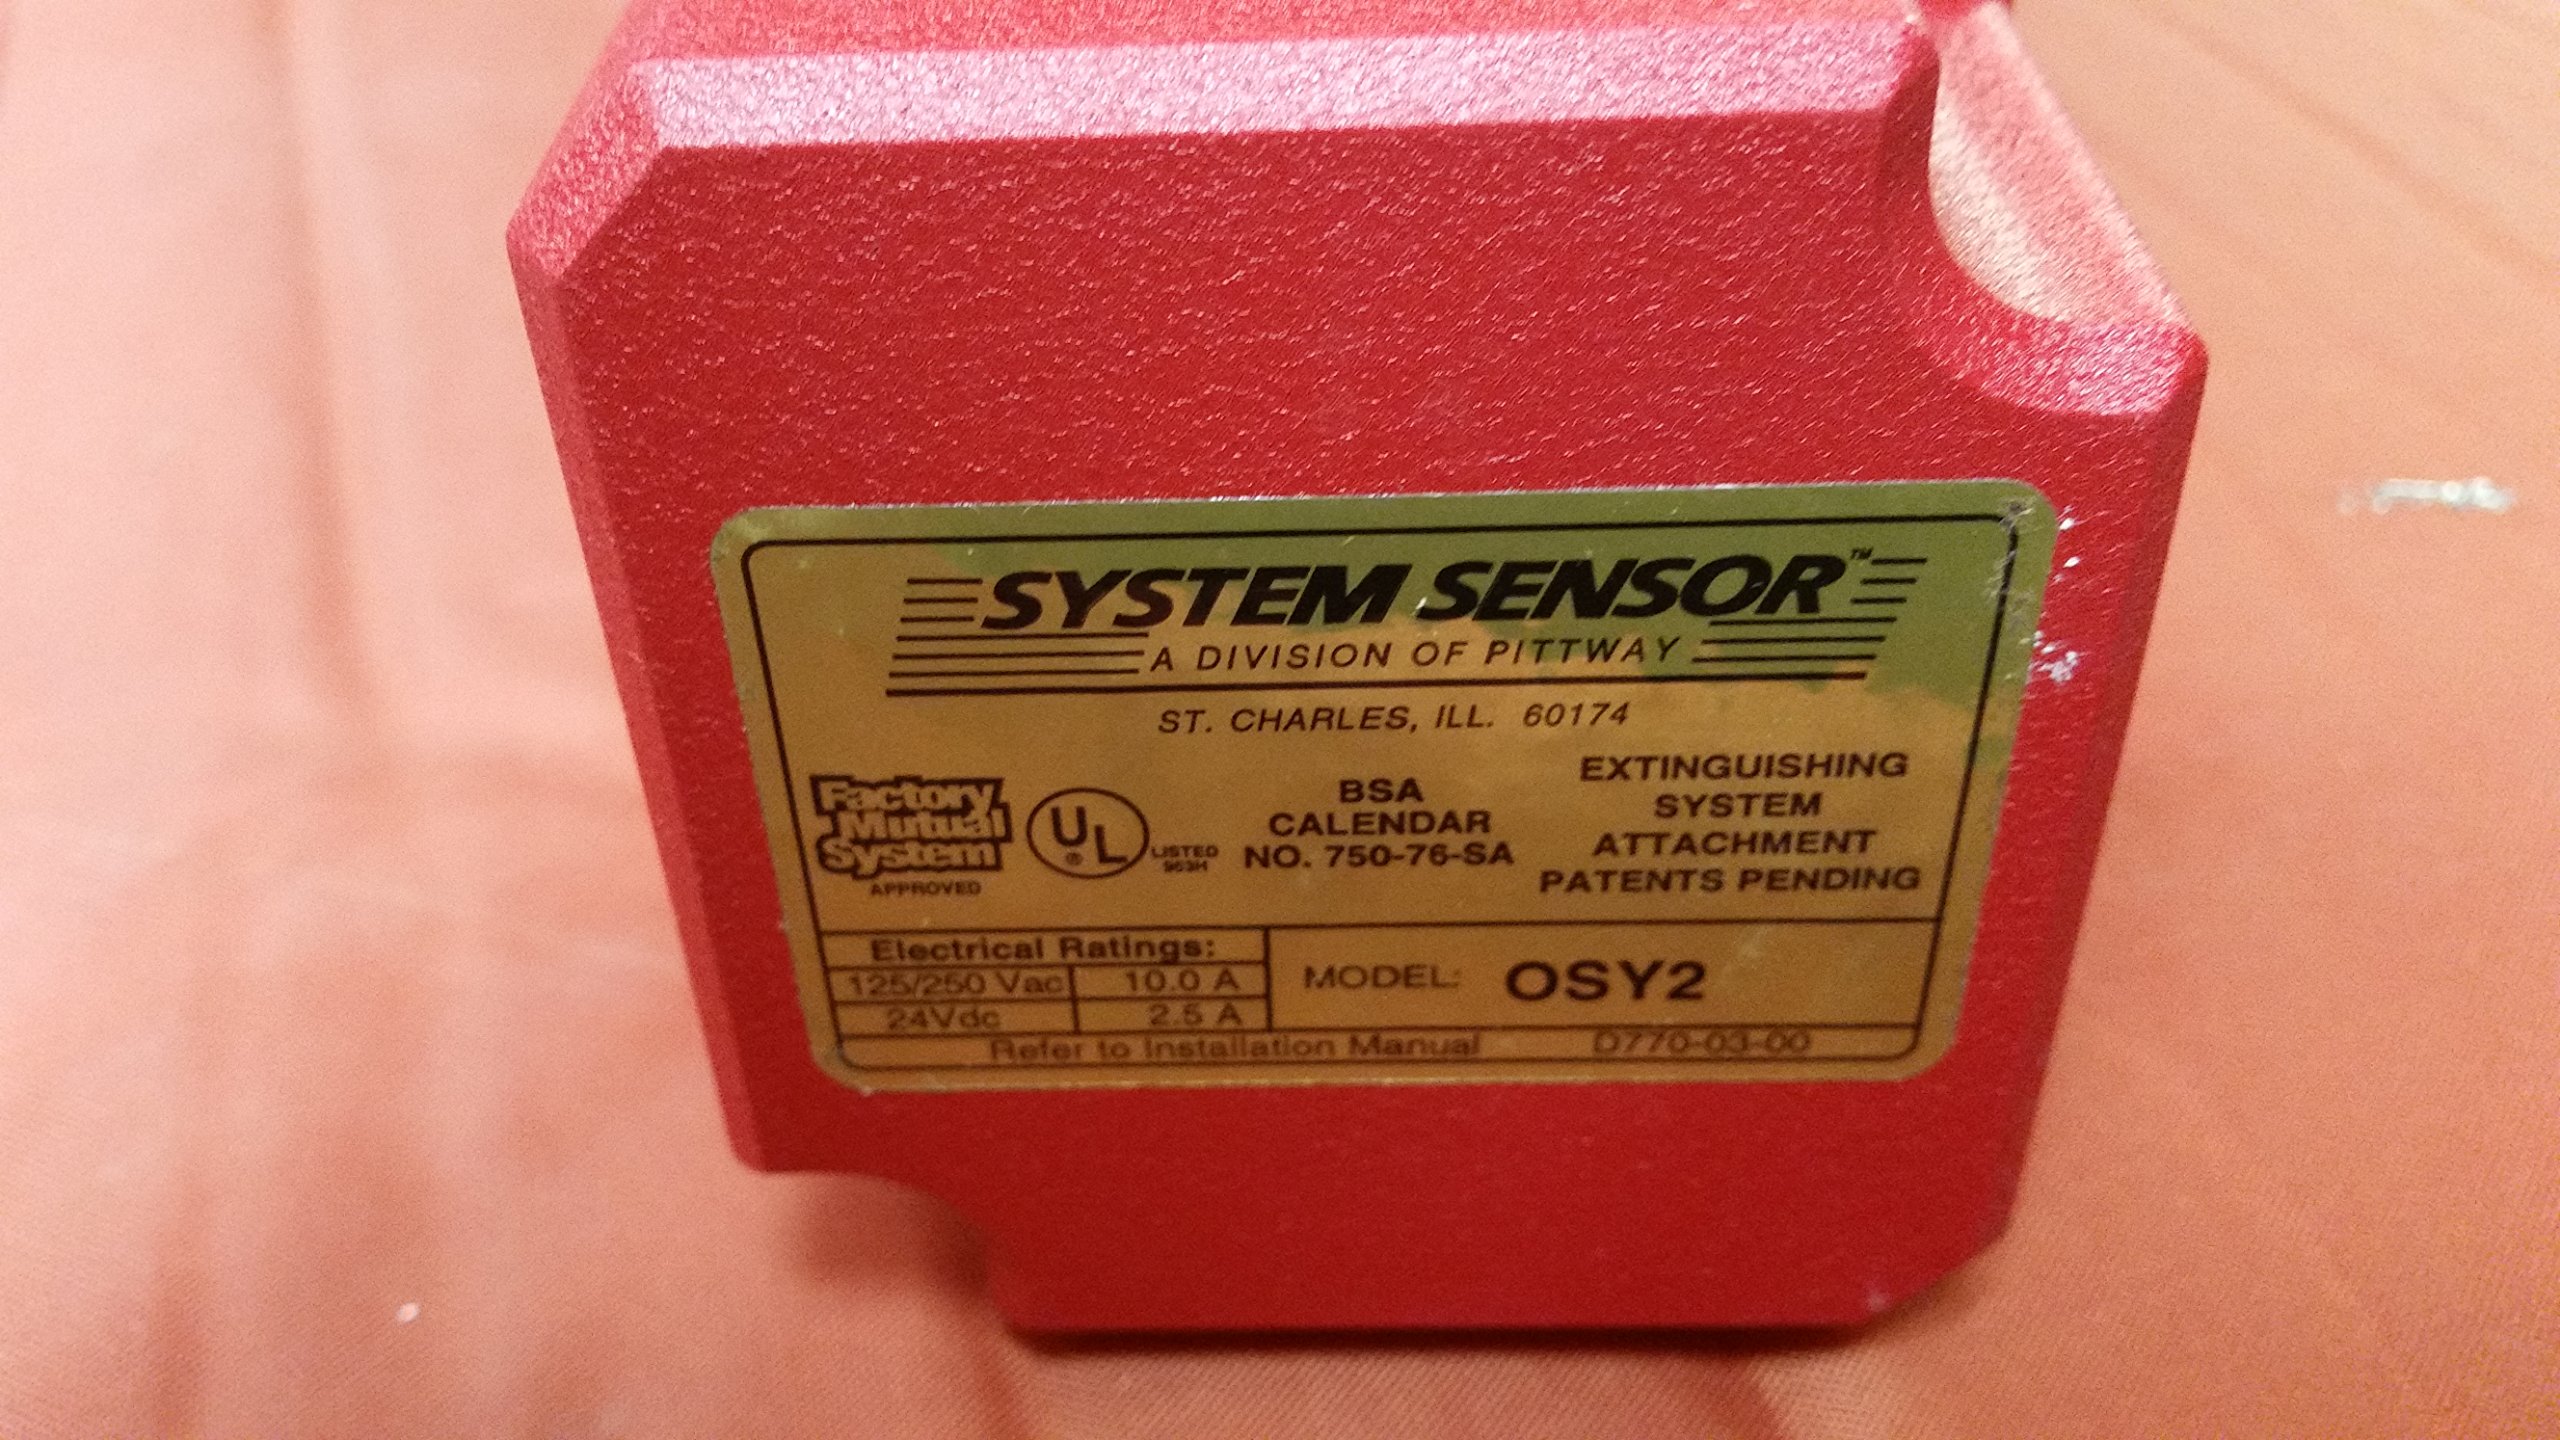 SYSTEM SENSOR™
A DIVISION OF PITTWAY
ST. CHARLES, ILL. 60174
Factory
Mutual
System
APPROVED
UL
®
LISTED
963H
BSA
CALENDAR
NO. 750-76-SA
EXTINGUISHING
SYSTEM
ATTACHMENT
PATENTS PENDING
Electrical Ratings:
125/250 Vac 10.0 A
24Vdc 2.5 A
MODEL: OSY2
Refer to Installation Manual D770-03-00